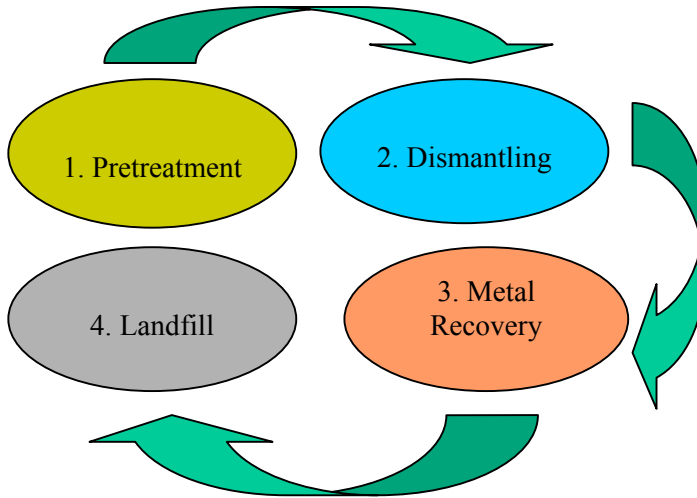 1. Pretreatment
2. Dismantling
3. Metal
Recovery
4. Landfill